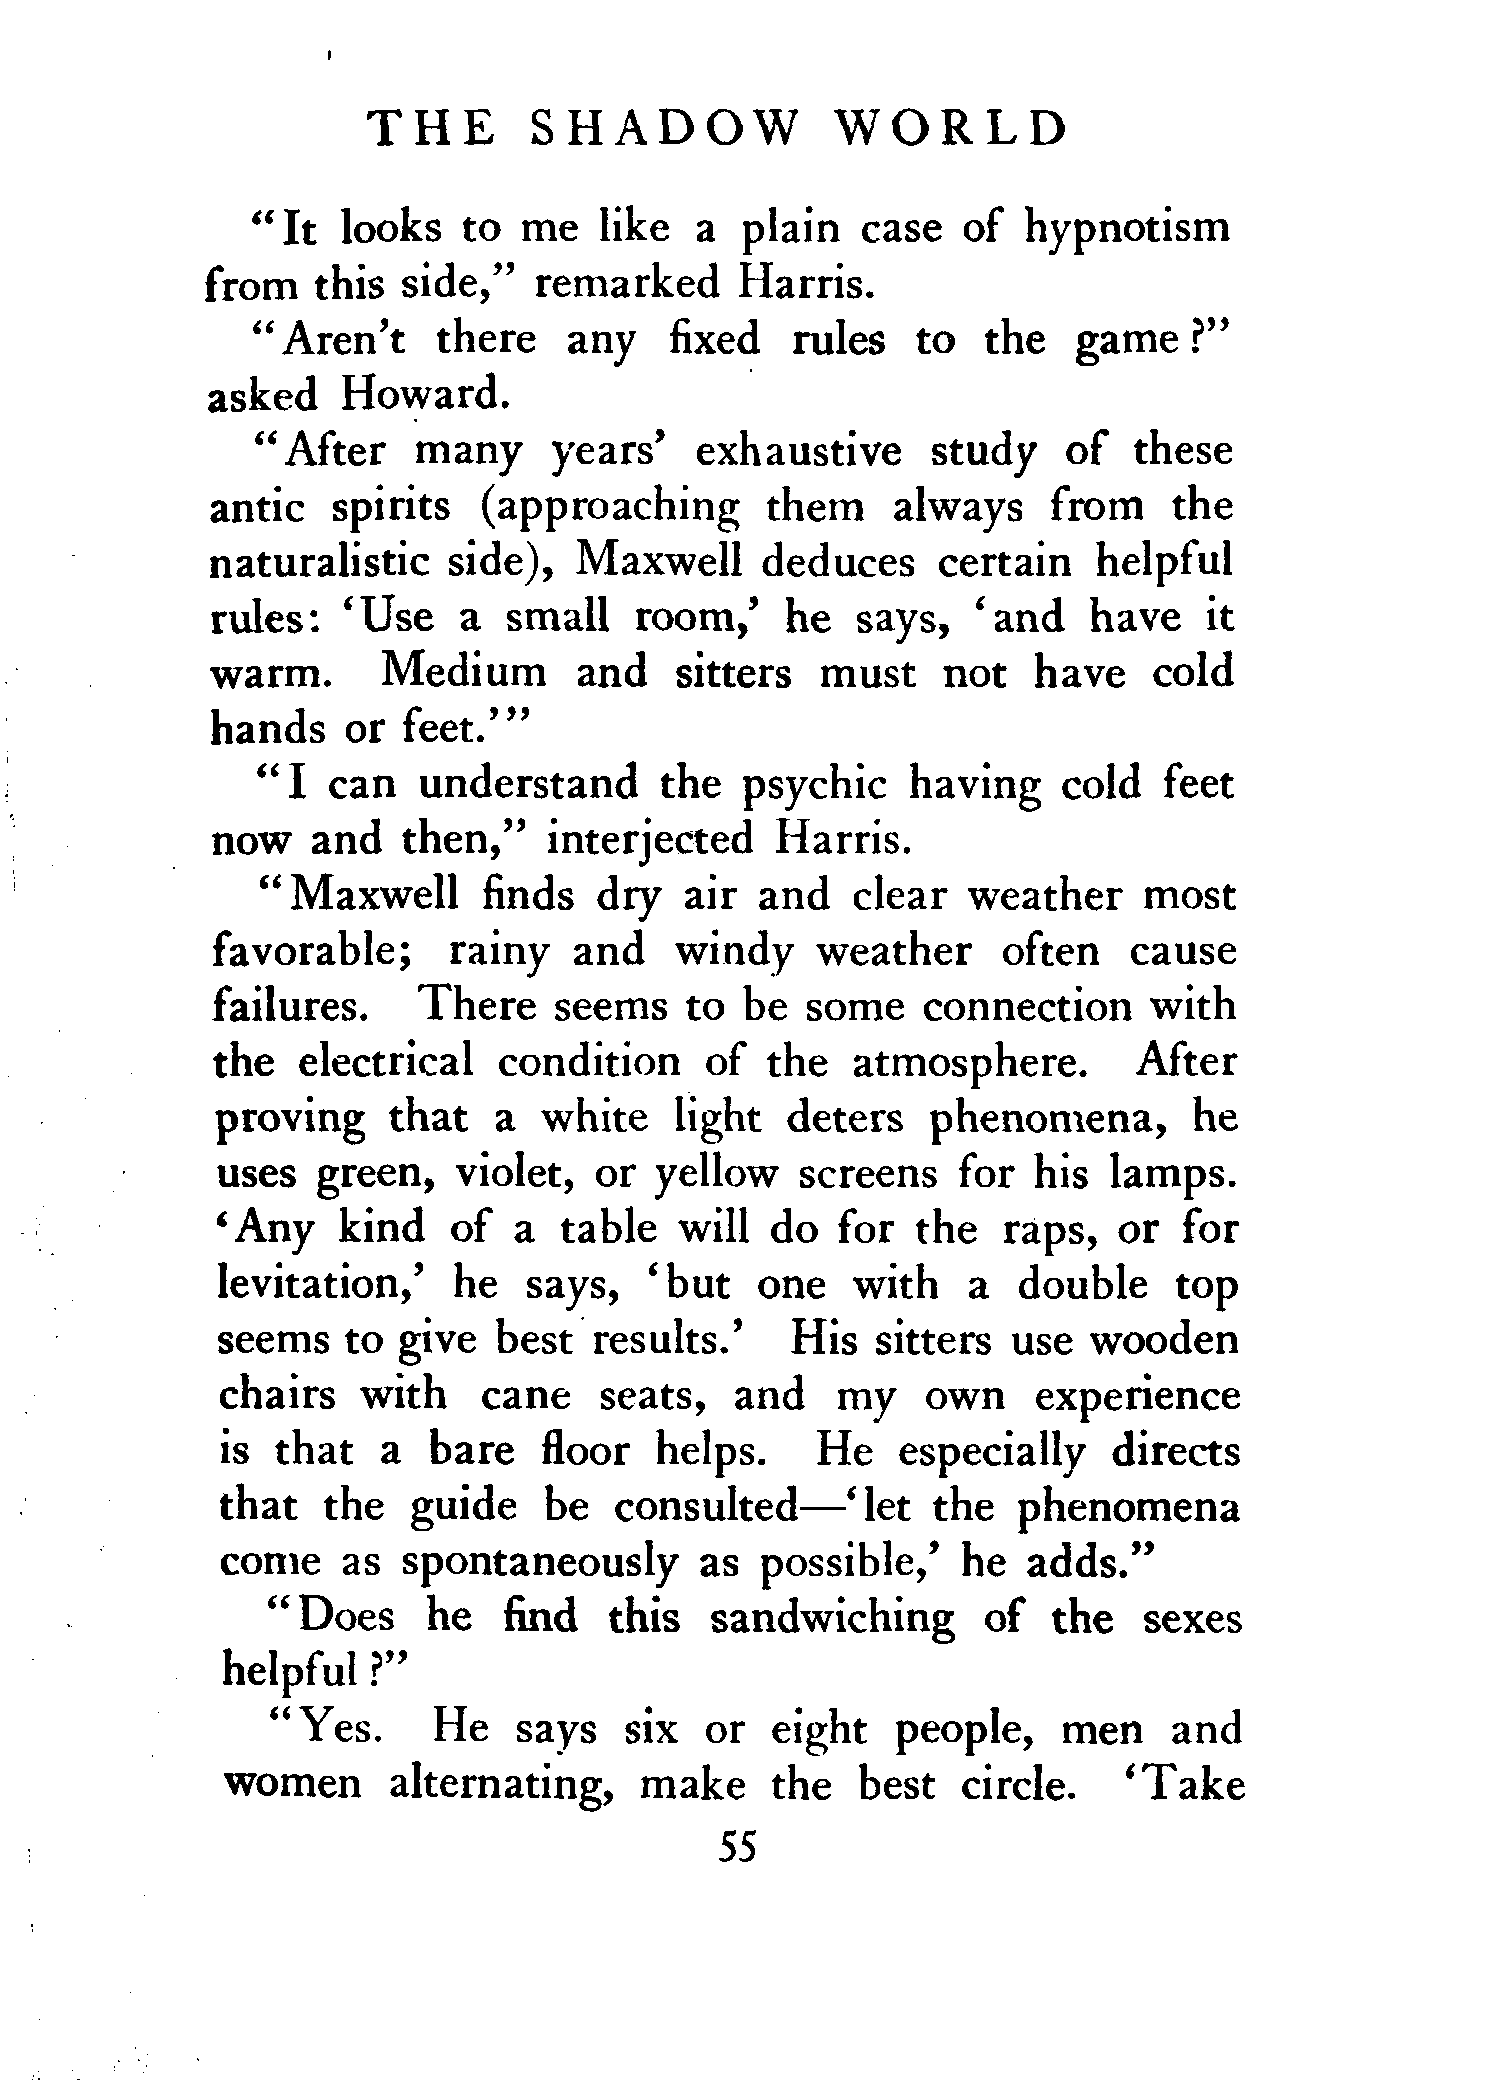 THE SHADOW WORLD
"It looks to me like a plain case of hypnotism
from this side," remarked Harris.
"Aren't there any fixed rules to the game?"
asked Howard.
"After many years' exhaustive study of these
antic spirits (approaching them always from the
naturalistic side), Maxwell deduces certain helpful
rules: 'Use a small room,' he says, 'and have it
warm. Medium and sitters must not have cold
hands or feet.'"
"I can understand the psychic having cold feet
now and then," interjected Harris.
"Maxwell finds dry air and clear weather most
favorable; rainy and windy weather often cause
failures. There seems to be some connection with
the electrical condition of the atmosphere. After
proving that a white light deters phenomena, he
uses green, violet, or yellow screens for his lamps.
'Any kind of a table will do for the raps, or for
levitation,' he says, 'but one with a double top
seems to give best results.' His sitters use wooden
chairs with cane seats, and my own experience
is that a bare floor helps. He especially directs
that the guide be consulted—'let the phenomena
come as spontaneously as possible,' he adds."
"Does he find this sandwiching of the sexes
helpful?"
"Yes. He says six or eight people, men and
women alternating, make the best circle. 'Take
55